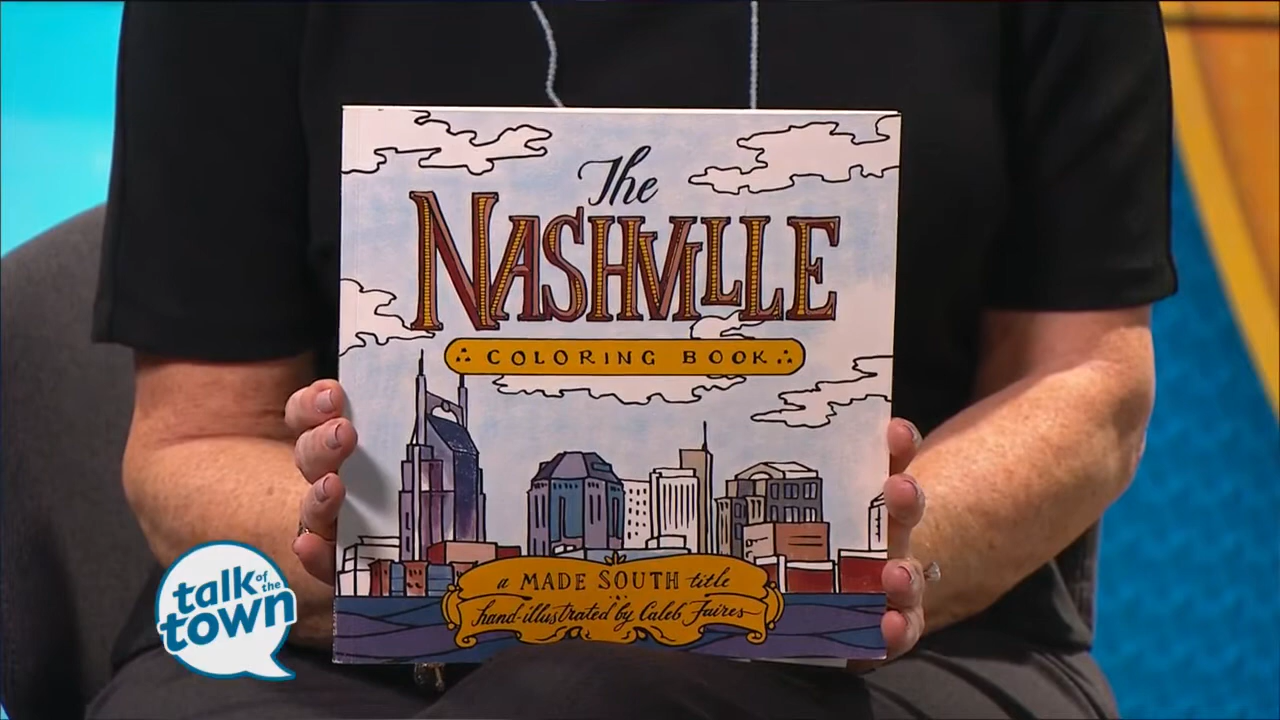 The
NASHVILLE
COLORING BOOK
a MADE SOUTH title
hand-illustrated by Caleb Faires
talk of the
town